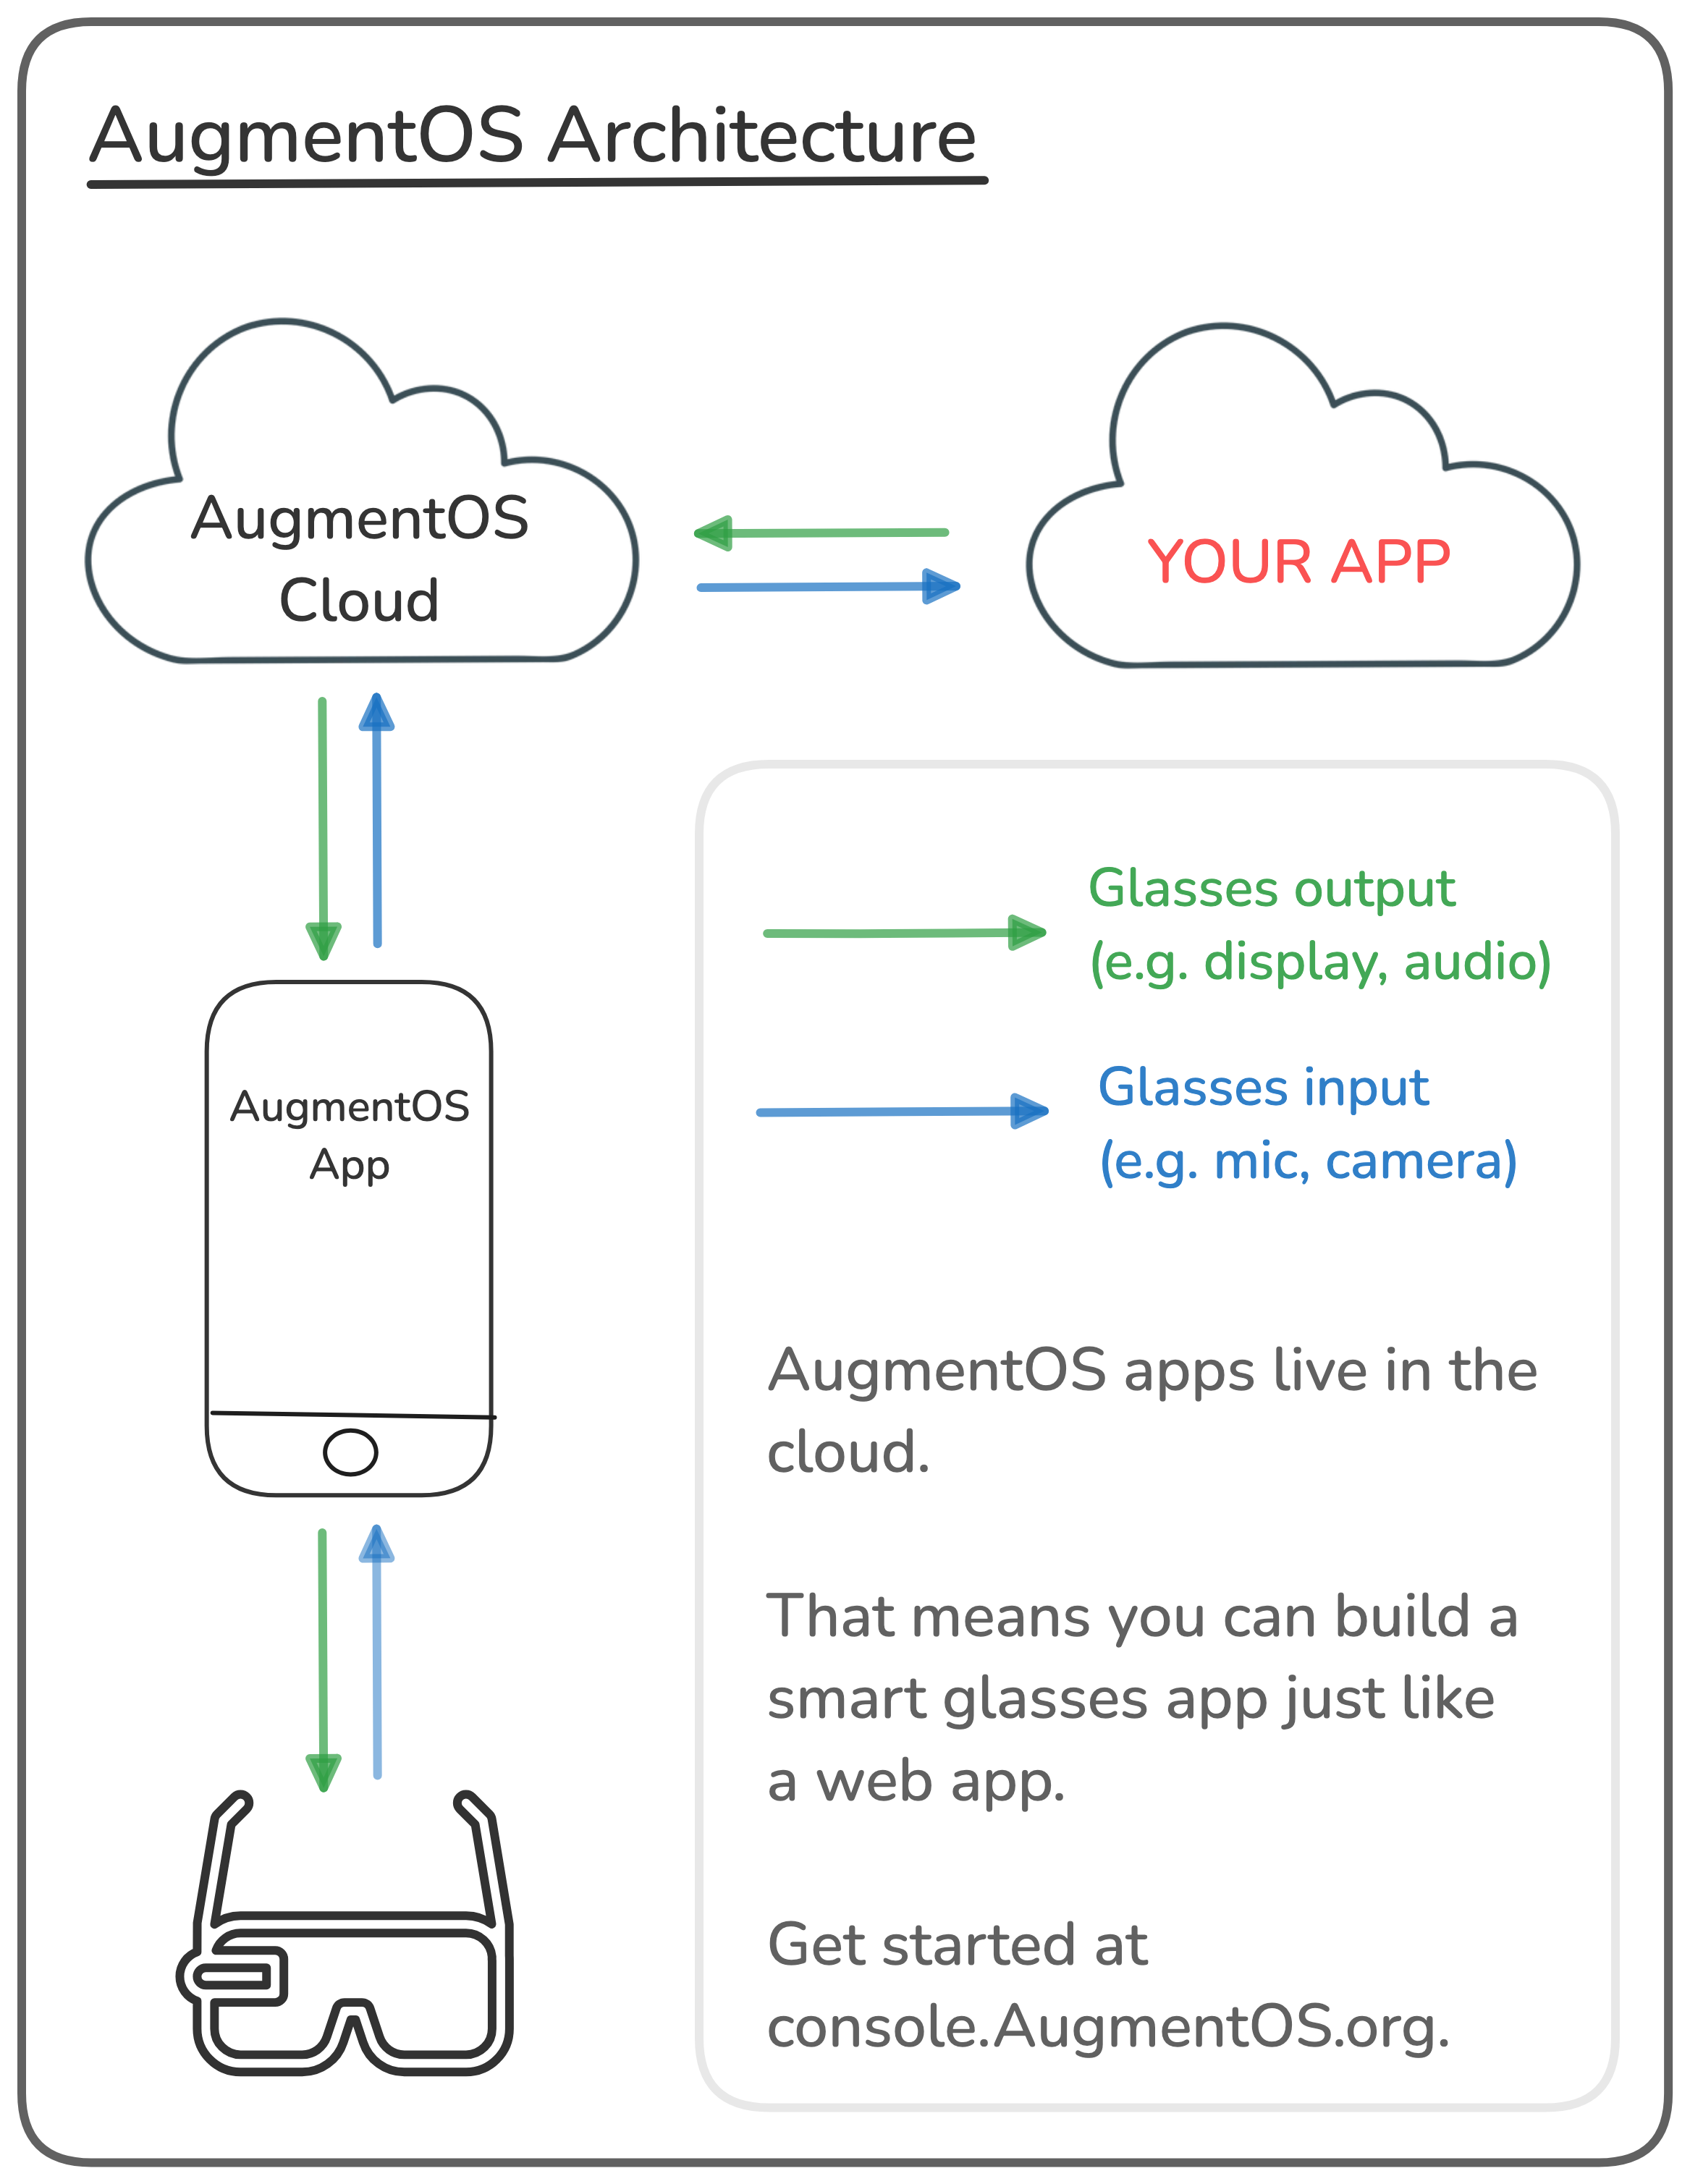 AugmentOS Architecture
AugmentOS
Cloud
YOUR APP
AugmentOS
App
Glasses output
(e.g. display, audio)
Glasses input
(e.g. mic, camera)
AugmentOS apps live in the
cloud.
That means you can build a
smart glasses app just like
a web app.
Get started at
console.AugmentOS.org.